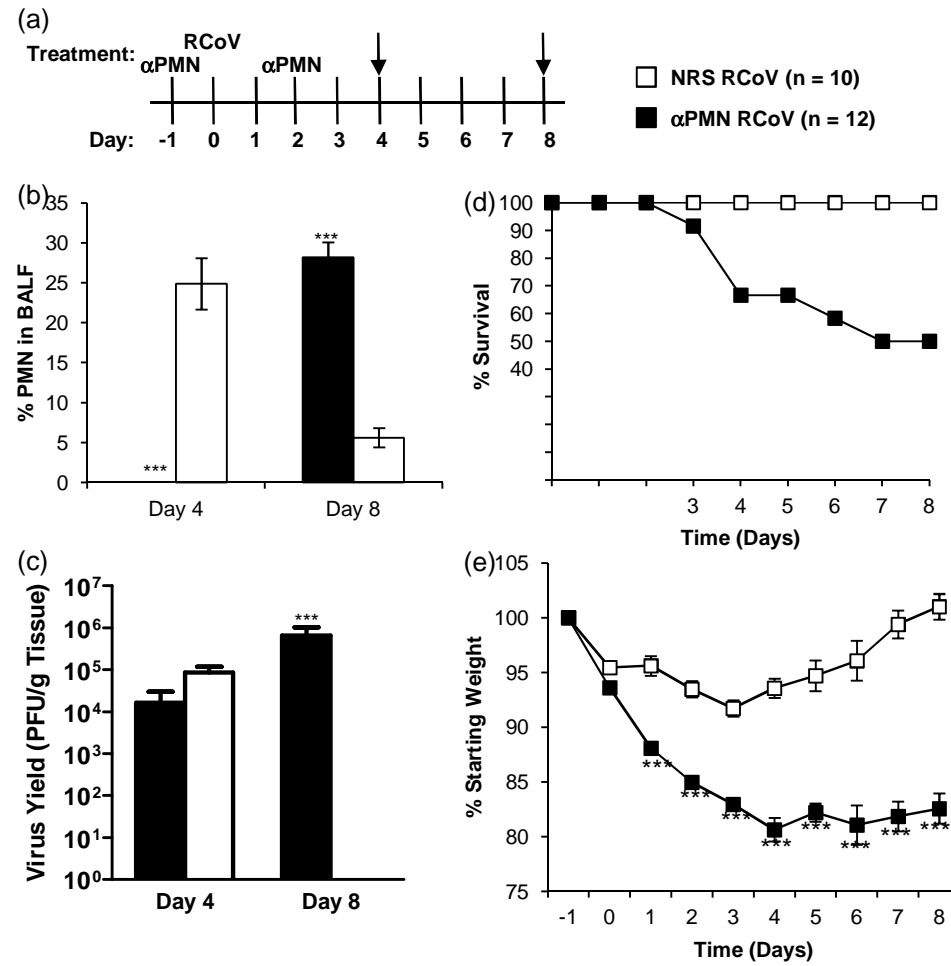 (a)
RCoV
Treatment:
αPMN αPMN
Day: -1 0 1 2 3 4 5 6 7 8
NRS RCoV (n = 10)
αPMN RCoV (n = 12)
(b)
% PMN in BALF
35
30
25
20
15
10
5
0
***
***
Day 4 Day 8
(d)
% Survival
100
90
80
70
60
50
40
3 4 5 6 7 8
Time (Days)
(c)
Virus Yield (PFU/g Tissue)
10⁷
10⁶
10⁵
10⁴
10³
10²
10¹
10⁰
***
Day 4 Day 8
(e)
% Starting Weight
105
100
95
90
85
80
75
*** *** *** *** *** *** *** ***
-1 0 1 2 3 4 5 6 7 8
Time (Days)